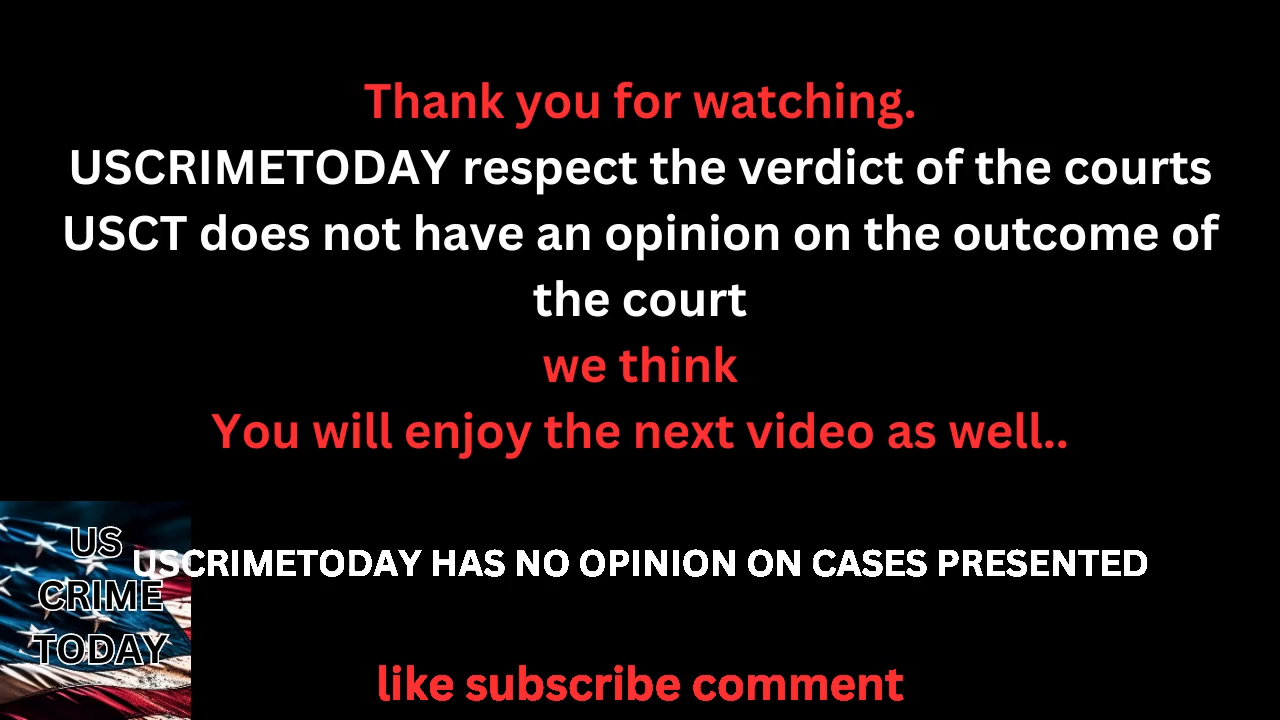 Thank you for watching.
USCRIMETODAY respect the verdict of the courts
USCT does not have an opinion on the outcome of
the court
we think
You will enjoy the next video as well..
US
CRIME
TODAY
USCRIMETODAY HAS NO OPINION ON CASES PRESENTED
like subscribe comment